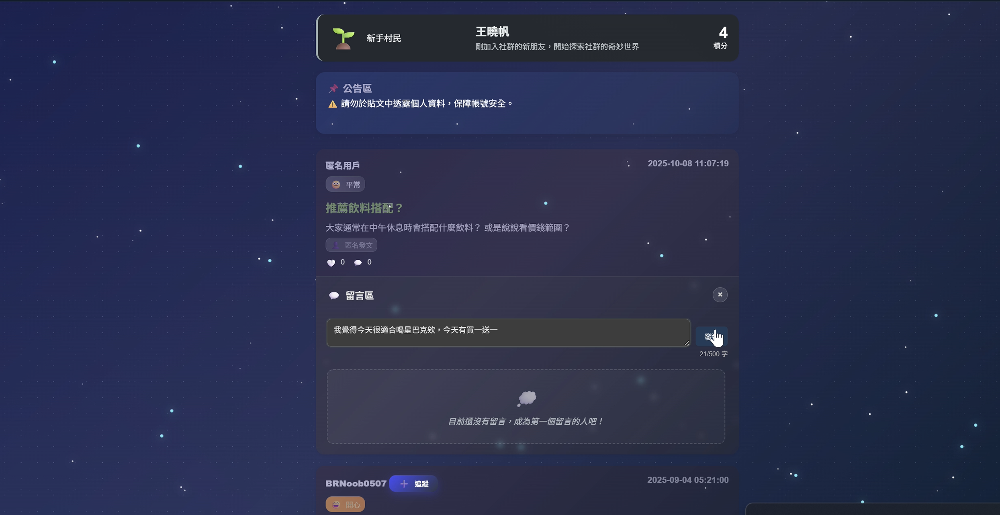 新手村民
王曉帆
剛加入社群的新朋友，開始探索社群的奇妙世界
4
積分
公告區
請勿於貼文中透露個人資料，保障帳號安全。
匿名用戶
2025-10-08 11:07:19
平常
推薦飲料搭配？
大家通常在中午休息時會搭配什麼飲料？ 或是說說看價錢範圍？
匿名發文
0
0
留言區
×
我覺得今天很適合喝星巴克欸，今天有買一送一
發
21/500 字
目前還沒有留言，成為第一個留言的人吧！
BRNoob0507
追蹤
2025-09-04 05:21:00
開心